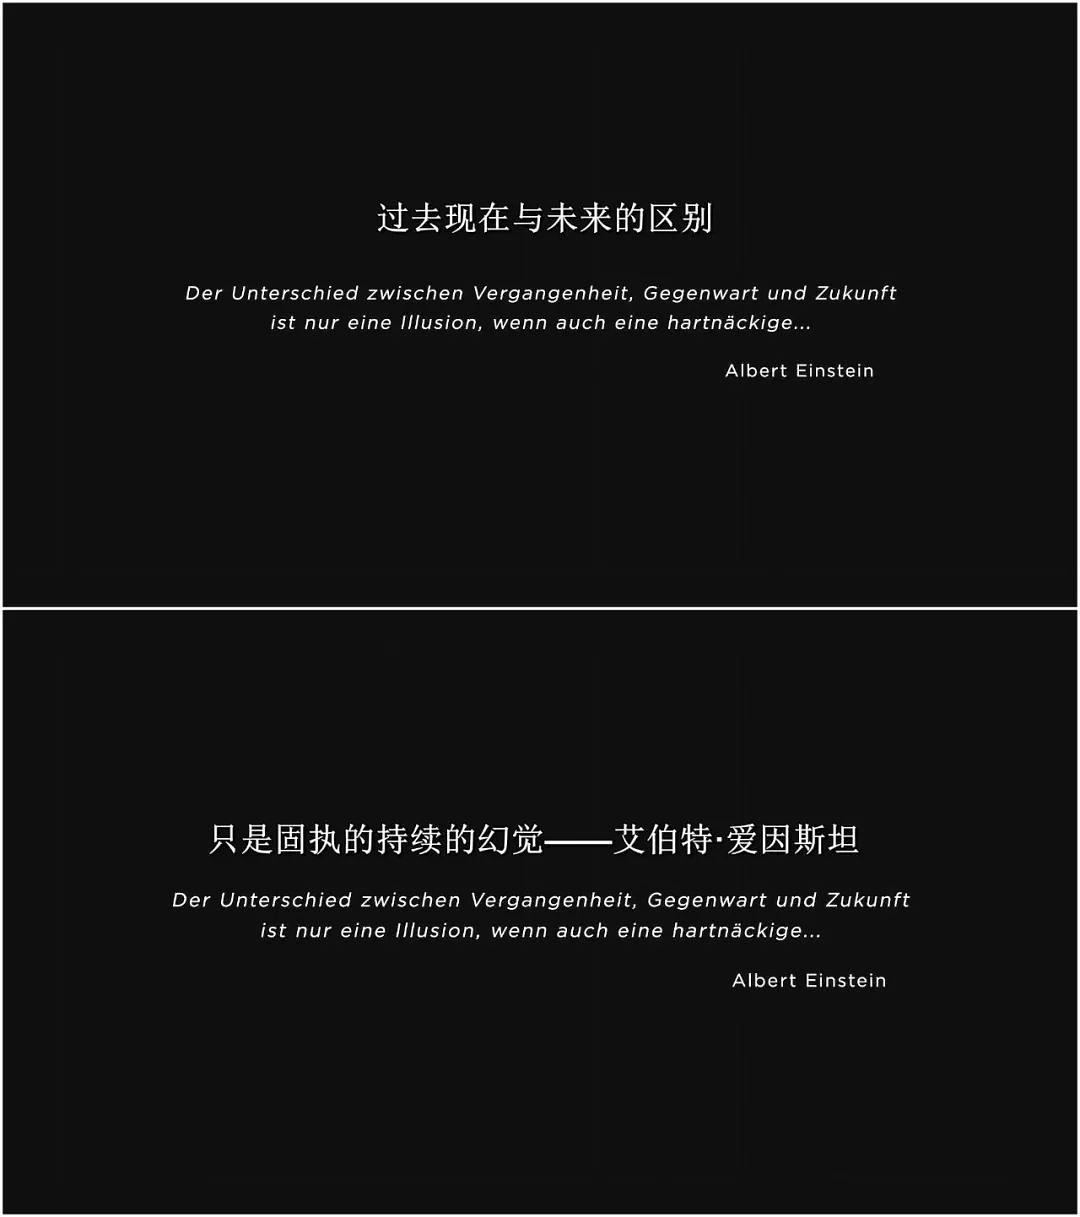 过去现在与未来的区别
Der Unterschied zwischen Vergangenheit, Gegenwart und Zukunft
ist nur eine Illusion, wenn auch eine hartnäckige...
Albert Einstein
只是固执的持续的幻觉——艾伯特·爱因斯坦
Der Unterschied zwischen Vergangenheit, Gegenwart und Zukunft
ist nur eine Illusion, wenn auch eine hartnäckige...
Albert Einstein